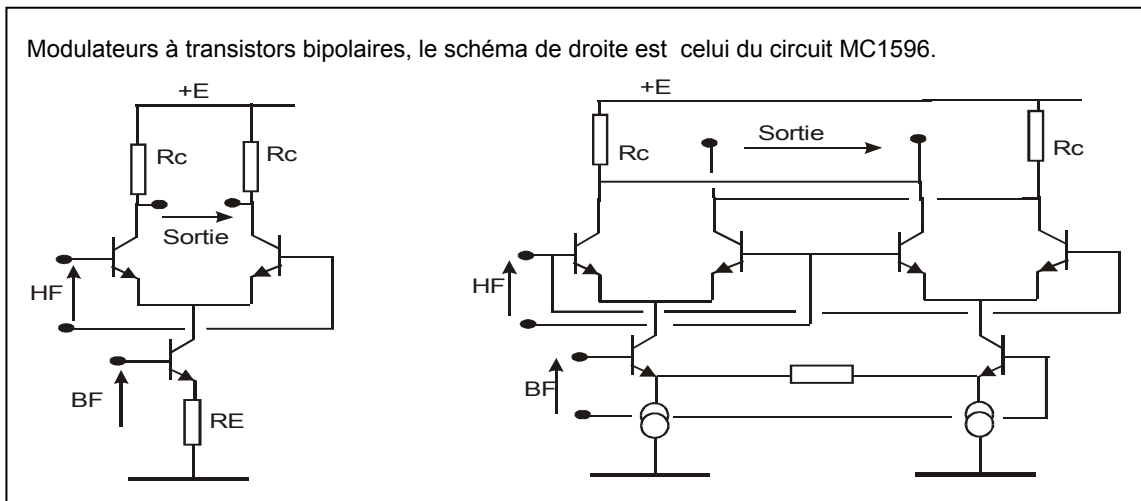 Modulateurs à transistors bipolaires, le schéma de droite est celui du circuit MC1596.
+E
Rc
Rc
Sortie
HF
BF
RE
+E
Rc
Sortie
Rc
HF
BF